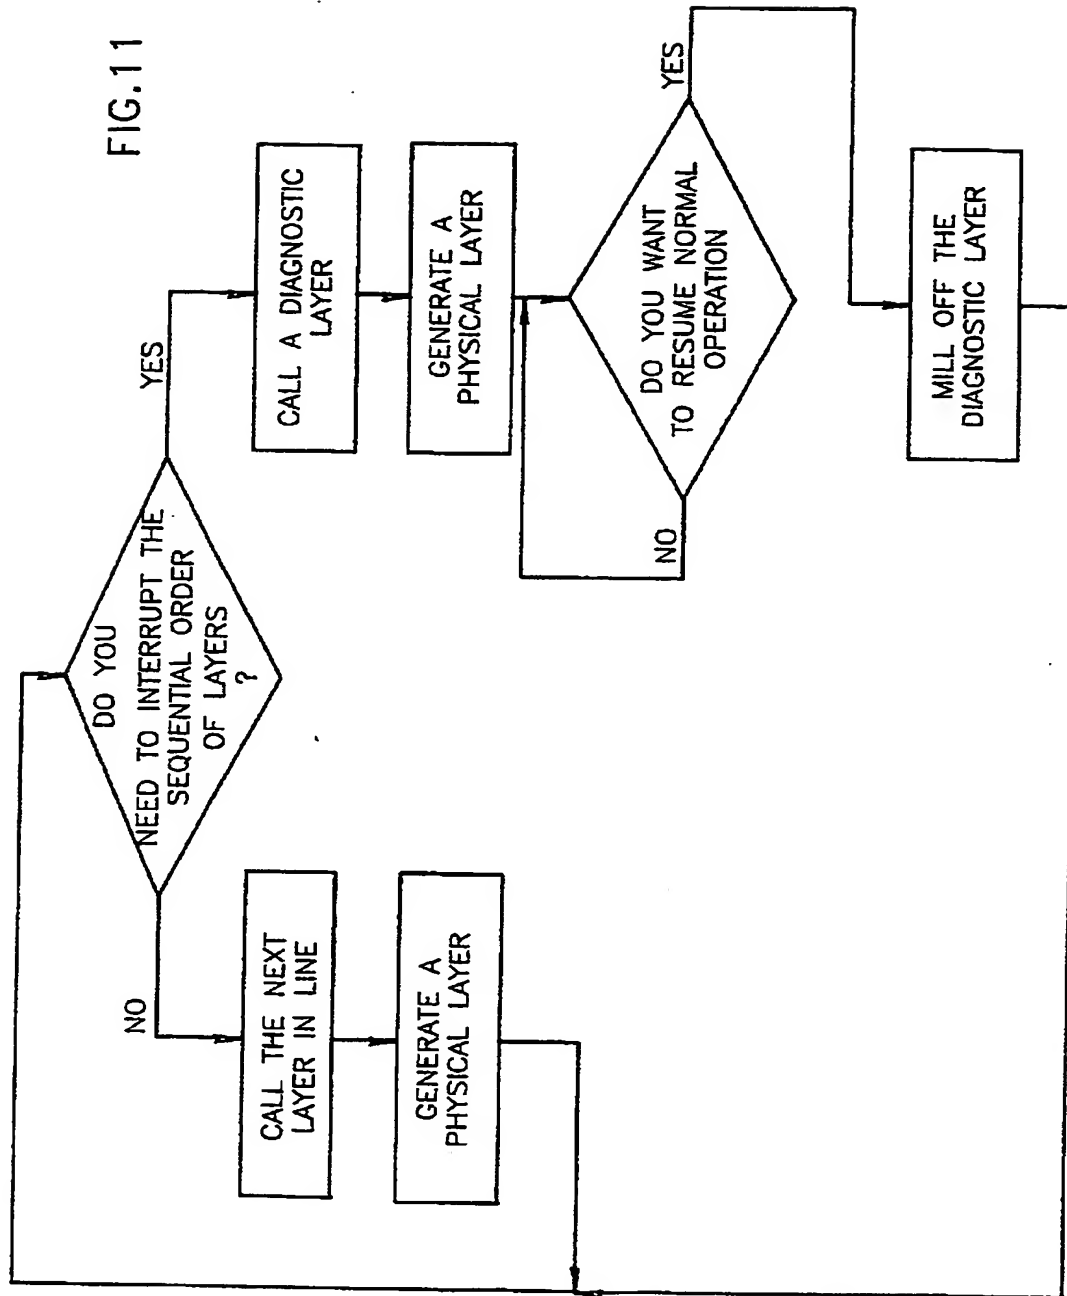 FIG.11
DO YOU
NEED TO INTERRUPT THE
SEQUENTIAL ORDER
OF LAYERS
?
NO
YES
CALL THE NEXT
LAYER IN LINE
GENERATE A
PHYSICAL LAYER
CALL A DIAGNOSTIC
LAYER
GENERATE A
PHYSICAL LAYER
DO YOU WANT
TO RESUME NORMAL
OPERATION
NO
YES
MILL OFF THE
DIAGNOSTIC LAYER